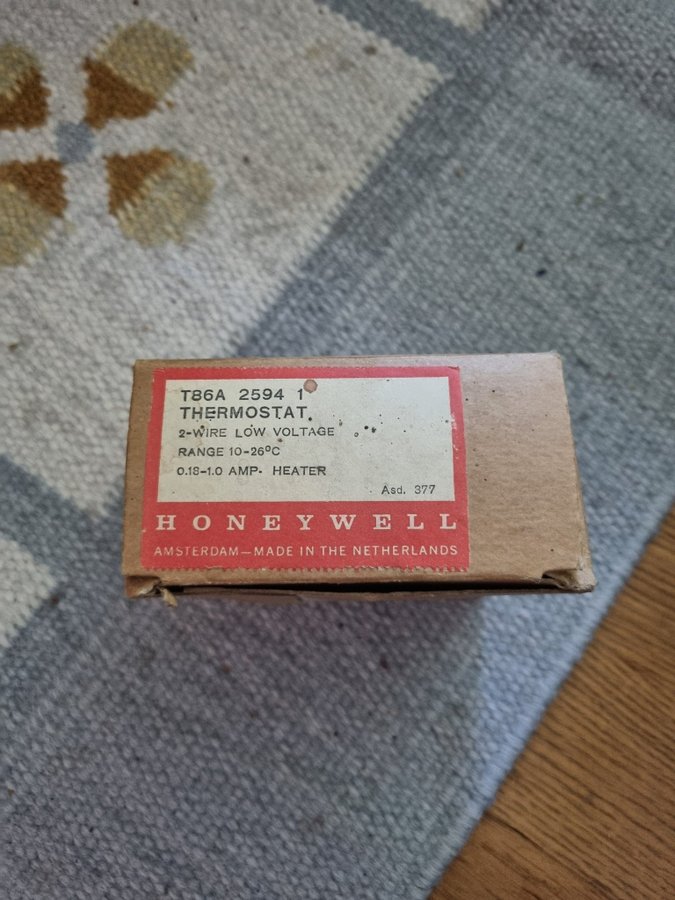 T86A 2594 1
THERMOSTAT.
2-WIRE LOW VOLTAGE
RANGE 10-26°C
0.18-1.0 AMP. HEATER
Asd. 377
HONEYWELL
AMSTERDAM—MADE IN THE NETHERLANDS